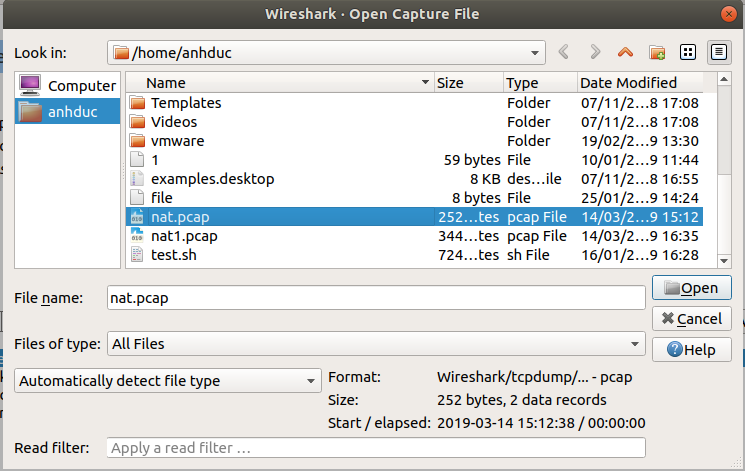 Wireshark · Open Capture File
Look in: /home/anhduc
Computer
anhduc
Name Size Type Date Modified
Templates Folder 07/11/2...8 17:08
Videos Folder 07/11/2...8 17:08
vmware Folder 19/02/...9 13:30
1 59 bytes File 10/01/2...9 11:44
examples.desktop 8 KB des...ile 07/11/2...8 16:55
file 8 bytes File 25/01/...9 14:24
nat.pcap 252...tes pcap File 14/03/2...9 15:12
nat1.pcap 344...tes pcap File 14/03/2...9 16:35
test.sh 724...tes sh File 16/01/2...9 16:28
File name: nat.pcap
Open
Cancel
Files of type: All Files
Help
Automatically detect file type
Format: Wireshark/tcpdump/... - pcap
Size: 252 bytes, 2 data records
Start / elapsed: 2019-03-14 15:12:38 / 00:00:00
Read filter: Apply a read filter ...